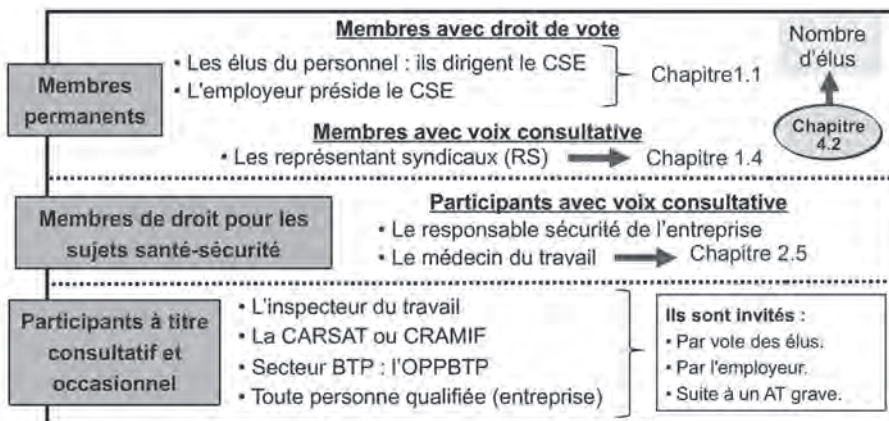 Membres avec droit de vote
Nombre
d'élus
Membres
permanents
• Les élus du personnel : ils dirigent le CSE
• L'employeur préside le CSE
Chapitre1.1
Chapitre
4.2
Membres avec voix consultative
• Les représentant syndicaux (RS)
Chapitre 1.4
Membres de droit pour les
sujets santé-sécurité
Participants avec voix consultative
• Le responsable sécurité de l'entreprise
• Le médecin du travail
Chapitre 2.5
Participants à titre
consultatif et
occasionnel
• L'inspecteur du travail
• La CARSAT ou CRAMIF
• Secteur BTP : l'OPPBTP
• Toute personne qualifiée (entreprise)
Ils sont invités :
• Par vote des élus.
• Par l'employeur.
• Suite à un AT grave.